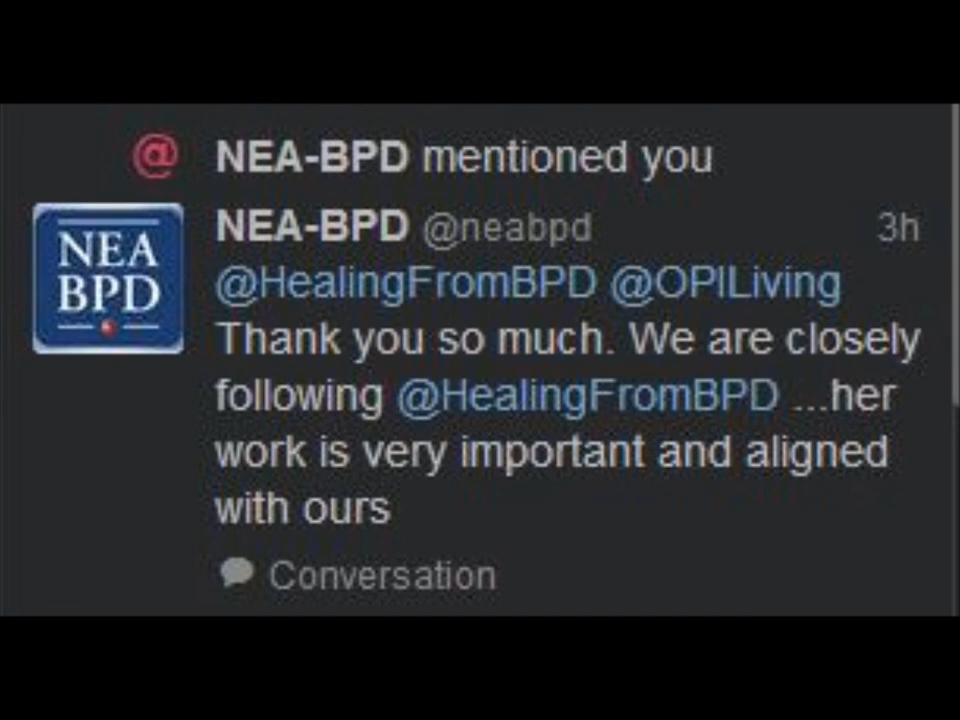 @ NEA-BPD mentioned you
NEA
BPD
NEA-BPD @neabpd 3h
@HealingFromBPD @OPILiving
Thank you so much. We are closely
following @HealingFromBPD ...her
work is very important and aligned
with ours
Conversation